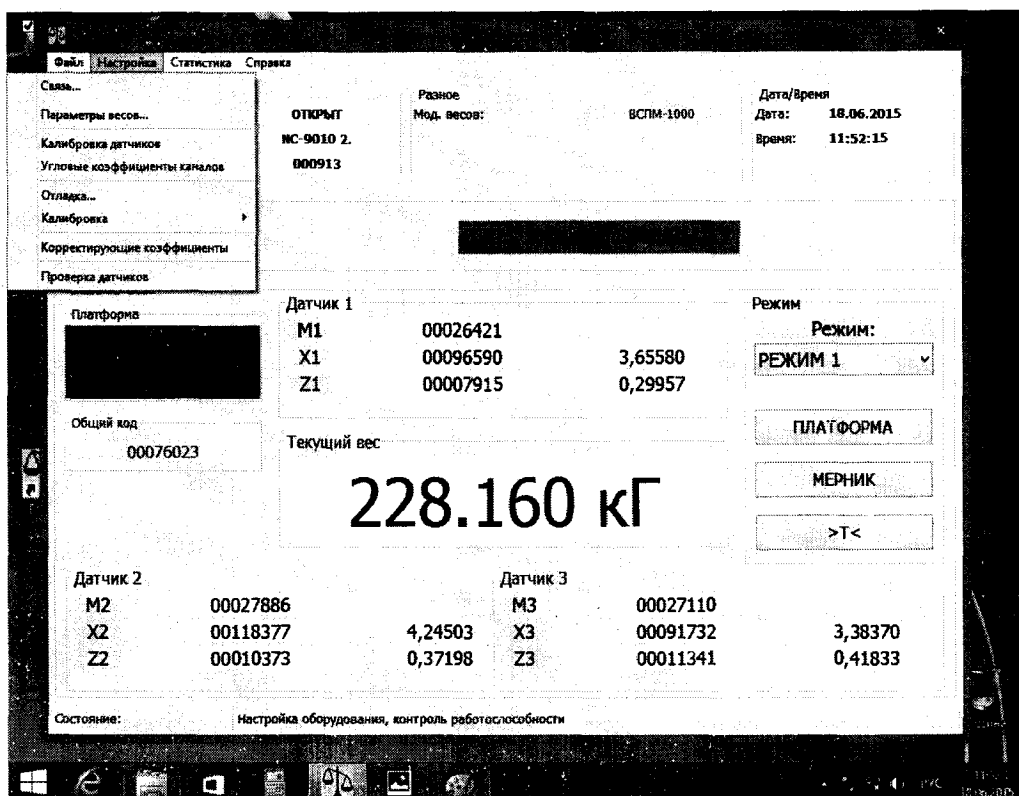 Файл Настройка Статистика Справка
Связь...
Параметры весов...
Калибровка датчиков
Угловые коэффициенты каналов
Отладка...
Калибровка
Корректирующие коэффициенты
Проверка датчиков
ОТКРЫТ
NC-9010 2.
000913
Разное
Мод. весов: ВСПМ-1000
Дата/Время
Дата: 18.06.2015
Время: 11:52:15
Платформа
Общий код
00076023
Датчик 1
M1 00026421
X1 00096590 3,65580
Z1 00007915 0,29957
Режим
Режим:
РЕЖИМ 1
ПЛАТФОРМА
МЕРНИК
>T<
Текущий вес
228.160 кГ
Датчик 2
M2 00027886
X2 00118377 4,24503
Z2 00010373 0,37198
Датчик 3
M3 00027110
X3 00091732 3,38370
Z3 00011341 0,41833
Состояние: Настройка оборудования, контроль работоспособности
РУС